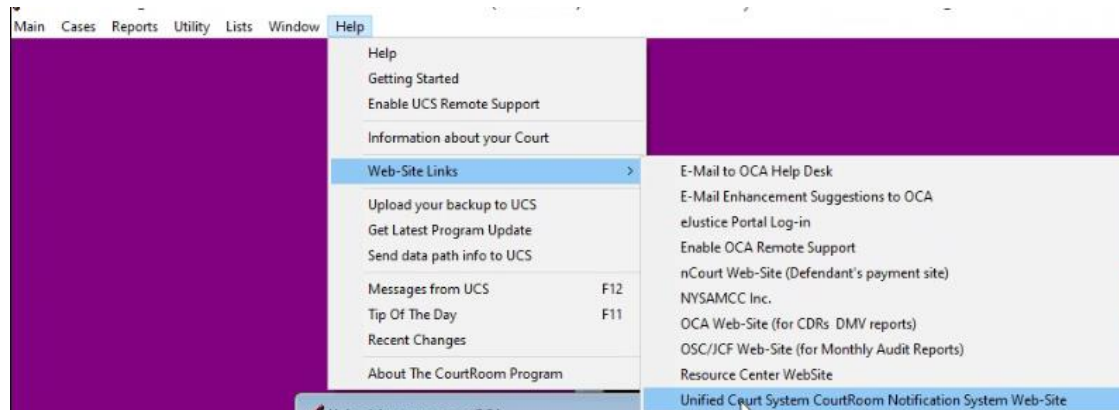 Main Cases Reports Utility Lists Window Help
Help
Getting Started
Enable UCS Remote Support
Information about your Court
Web-Site Links >
Upload your backup to UCS
Get Latest Program Update
Send data path info to UCS
Messages from UCS F12
Tip Of The Day F11
Recent Changes
About The CourtRoom Program
E-Mail to OCA Help Desk
E-Mail Enhancement Suggestions to OCA
eJustice Portal Log-in
Enable OCA Remote Support
nCourt Web-Site (Defendant's payment site)
NYSAMCC Inc.
OCA Web-Site (for CDRs DMV reports)
OSC/JCF Web-Site (for Monthly Audit Reports)
Resource Center WebSite
Unified Court System CourtRoom Notification System Web-Site